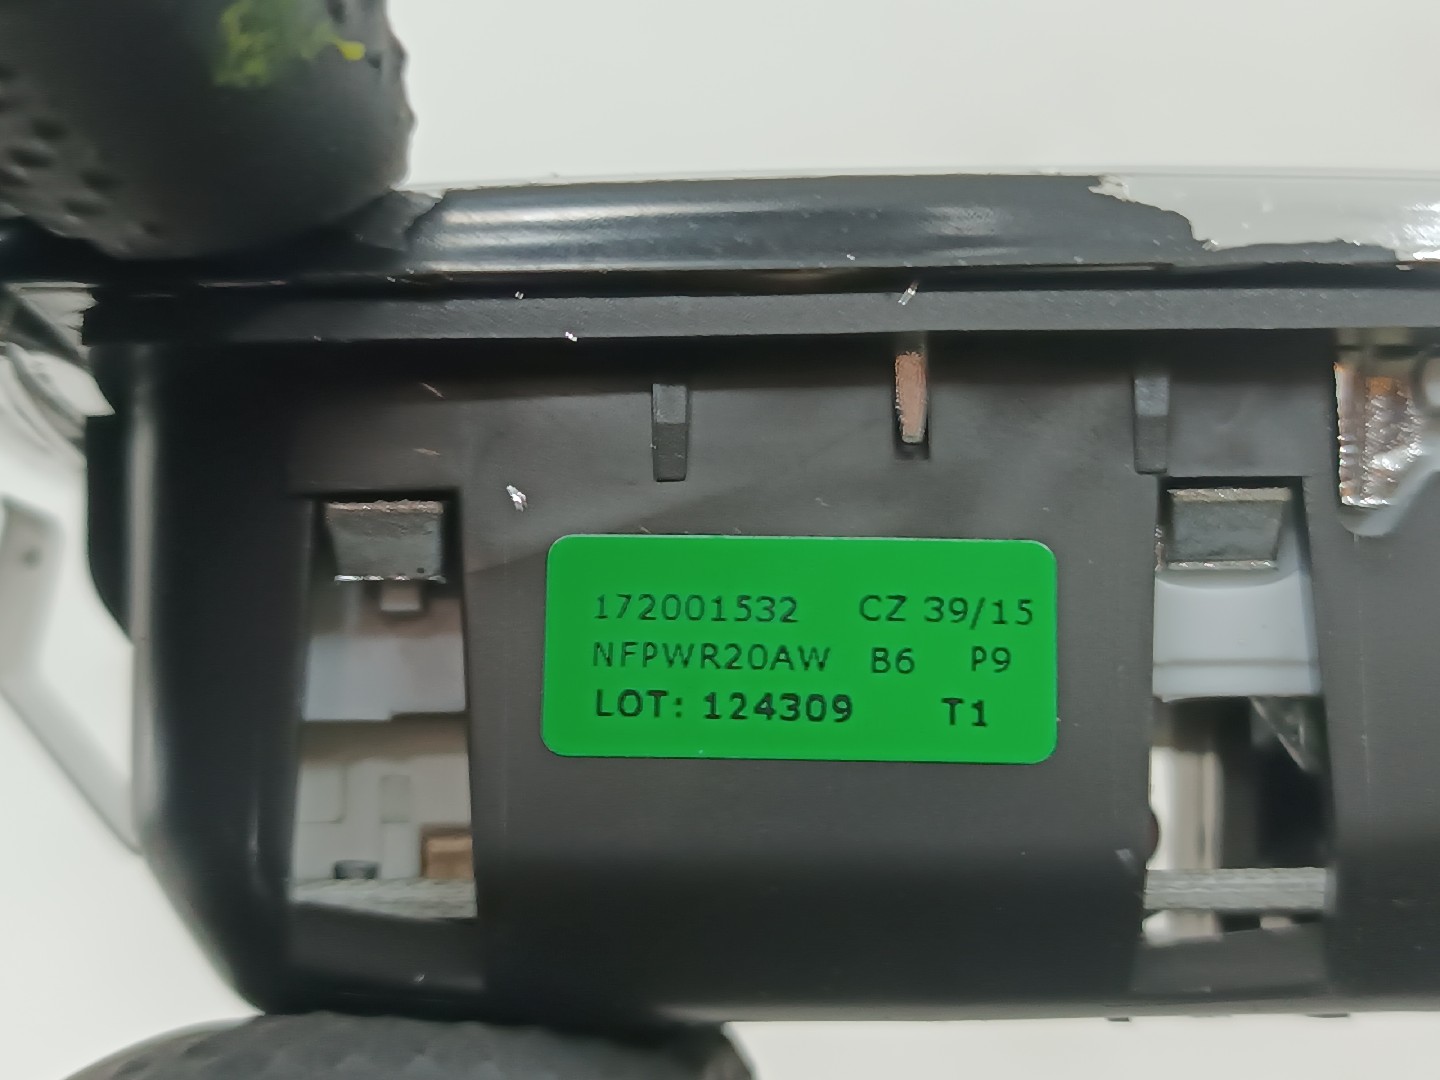 172001532 CZ 39/15
NFPWR20AW B6 P9
LOT: 124309 T1